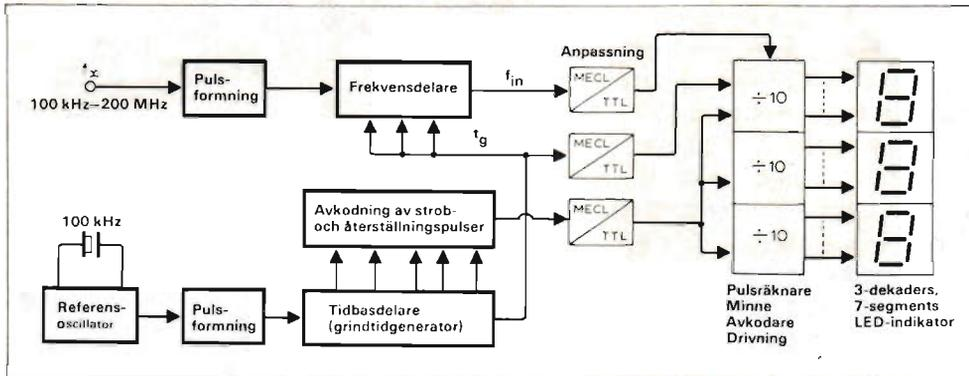 f_x
100 kHz–200 MHz
Puls-
formning
Frekvensdelare
f_in
t_g
Anpassning
MECL
TTL
MECL
TTL
MECL
TTL
÷10
÷10
÷10
100 kHz
Avkodning av strob-
och återställningspulser
Referens-
oscillator
Puls-
formning
Tidbasdelare
(grindtidgenerator)
Pulsräknare
Minne
Avkodare
Drivning
3-dekaders,
7-segments
LED-indikator